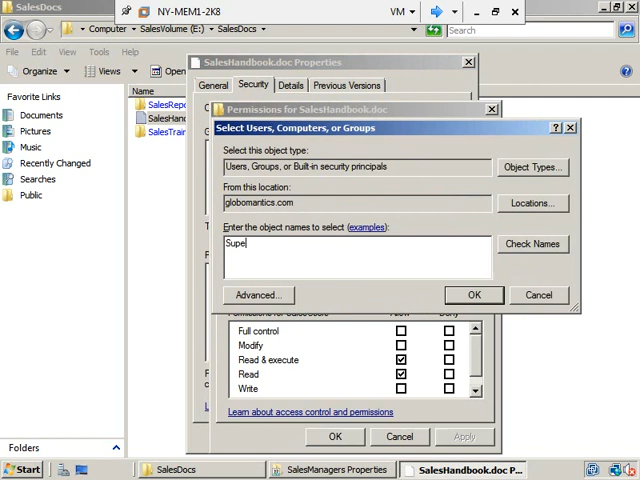 NY-MEM1-2K8
VM
Computer
SalesVolume (E:)
SalesDocs
Search
File Edit View Tools Help
Organize
Views
Open
Favorite Links
Documents
Pictures
Music
Recently Changed
Searches
Public
Folders
Name
SalesRepo
SalesHan
SalesTrain
SalesHandbook.doc Properties
General
Security
Details
Previous Versions
Permissions for SalesHandbook.doc
Select Users, Computers, or Groups
Select this object type:
Users, Groups, or Built-in security principals
Object Types...
From this location:
globomantics.com
Locations...
Enter the object names to select (examples):
Supe
Check Names
Advanced...
OK
Cancel
Full control
Modify
Read & execute
Read
Write
Learn about access control and permissions
OK
Cancel
Apply
Start
SalesDocs
SalesManagers Properties
SalesHandbook.doc P...